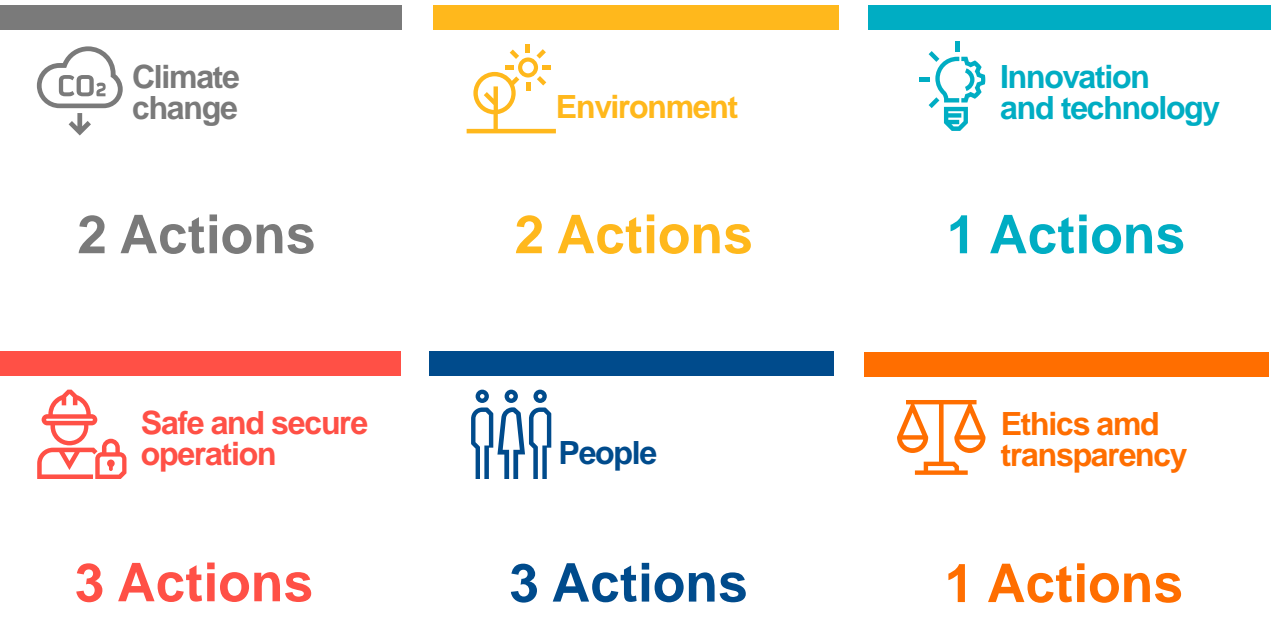 CO₂
Climate
change
Environment
Innovation
and technology
2 Actions
2 Actions
1 Actions
Safe and secure
operation
People
Ethics amd
transparency
3 Actions
3 Actions
1 Actions